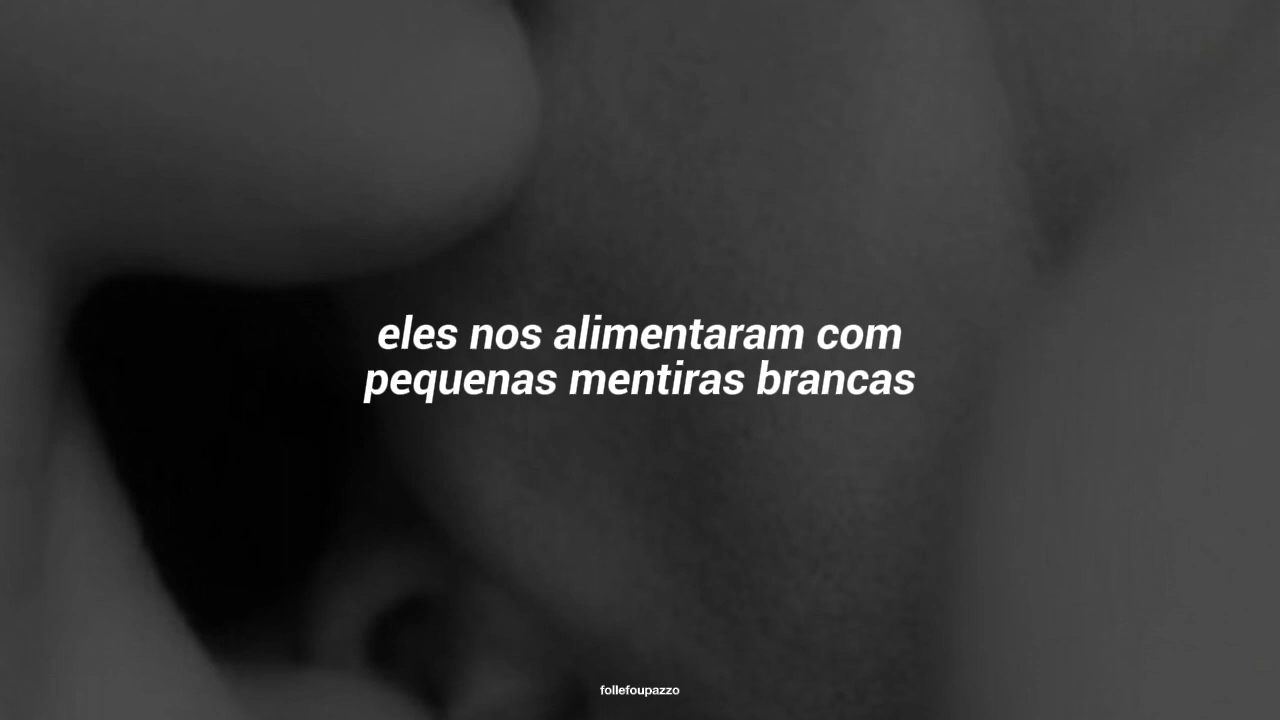 eles nos alimentaram com
pequenas mentiras brancas
follefoupazzo